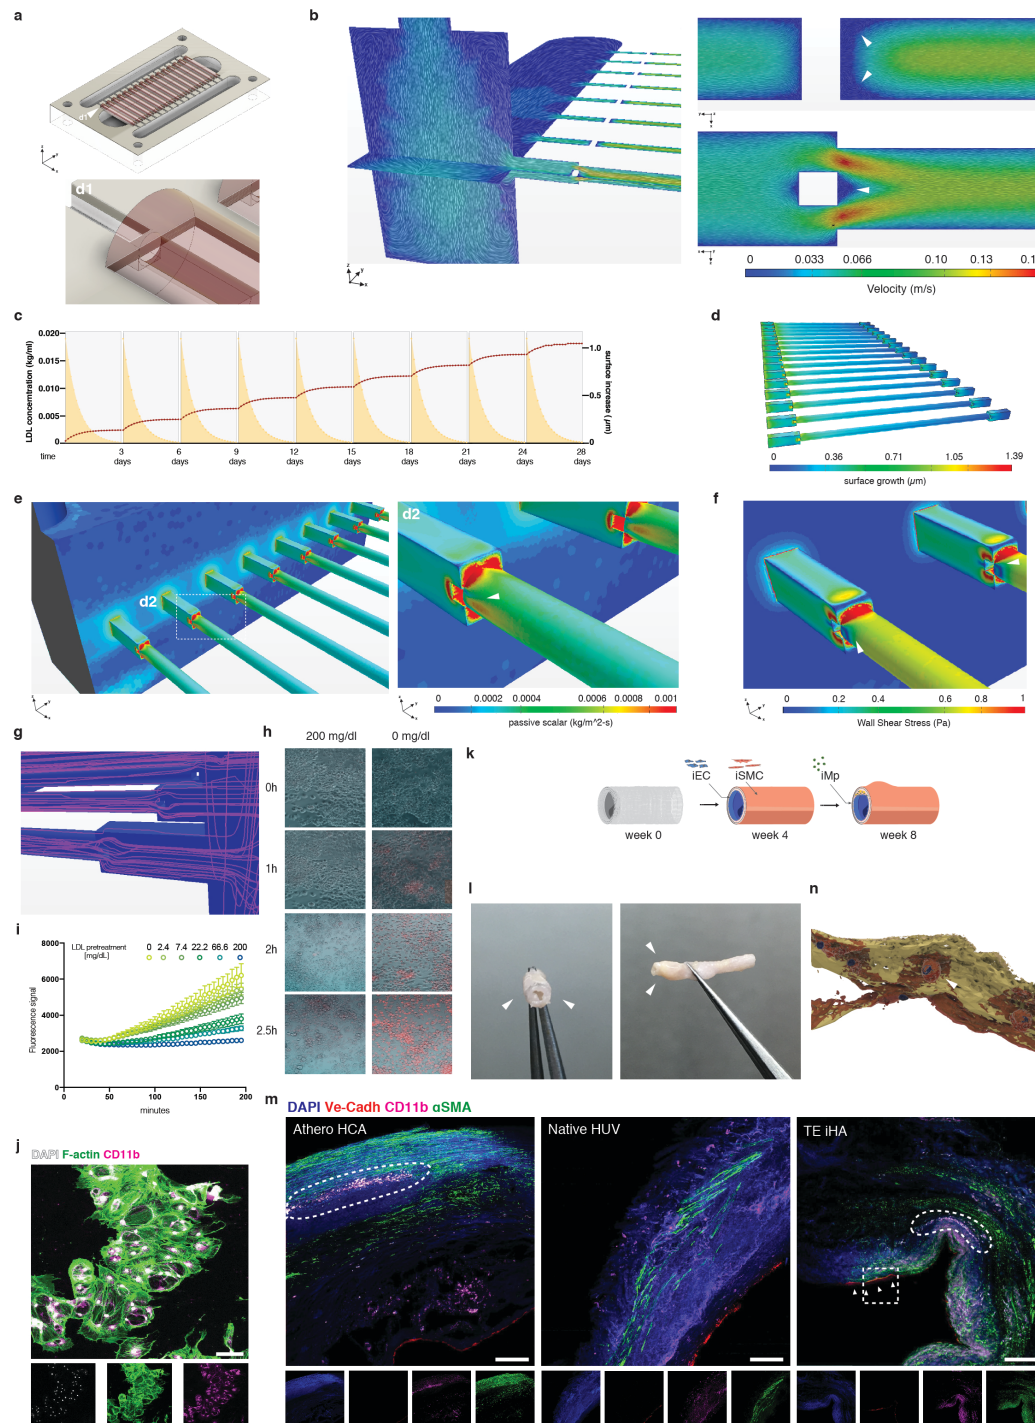 a
d1
d1
b
0 0.033 0.066 0.10 0.13
Velocity (m/s)
c
LDL concerntration (kg/ml)
0.020
0.015
0.010
0.005
0
1.0
0.5
0
surface increase (µm)
time
3 days
6 days
9 days
12 days
15 days
18 days
21 days
24 days
28 days
d
0 0.36 0.71 1.05 1.39
surface growth (µm)
e
d2
d2
0 0.0002 0.0004 0.0006 0.0008 0.001
passive scalar (kg/m^2-s)
f
0 0.2 0.4 0.6 0.8 1
Wall Shear Stress (Pa)
g
h
200 mg/dl 0 mg/dl
0h
1h
2h
2.5h
i
LDL pretreatment 0 2.4 7.4 22.2 66.6 200
[mg/dL]
8000
6000
4000
2000
0
Fluorescence signal
0 50 100 150 200
minutes
j
DAPI F-actin CD11b
k
iEC iSMC iMp
week 0 week 4 week 8
l
n
m
DAPI Ve-Cadh CD11b αSMA
Athero HCA
Native HUV
TE iHA